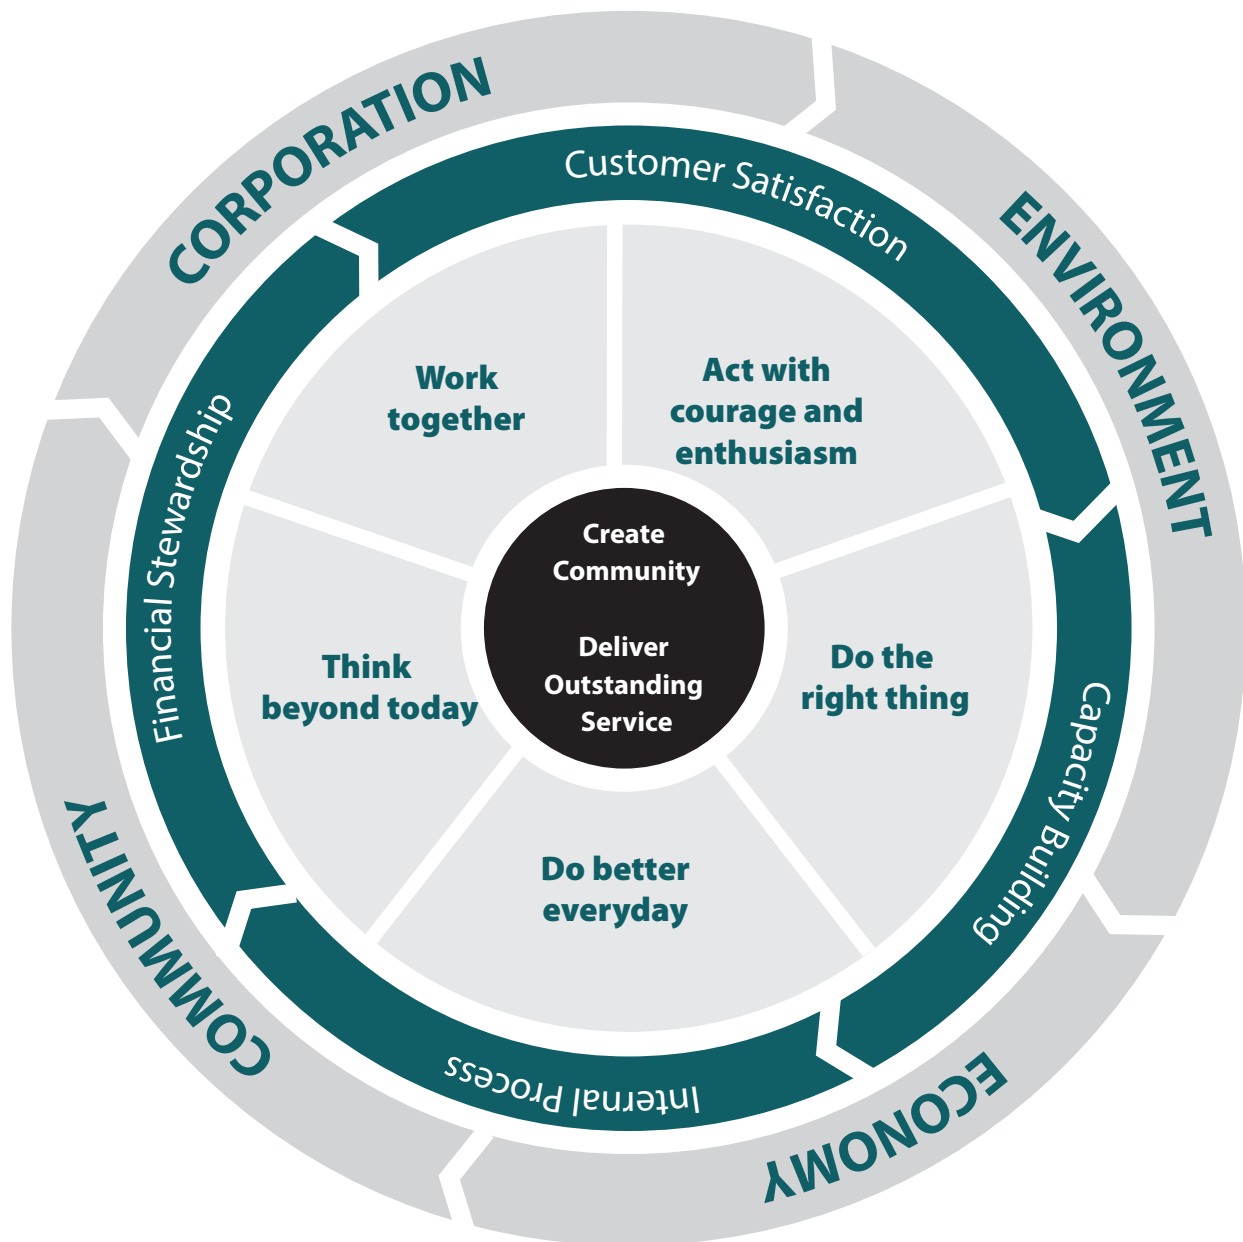 CORPORATION
ENVIRONMENT
ECONOMY
COMMUNITY
Customer Satisfaction
Capacity Building
Internal Process
Financial Stewardship
Work
together
Act with
courage and
enthusiasm
Do the
right thing
Do better
everyday
Think
beyond today
Create
Community
Deliver
Outstanding
Service